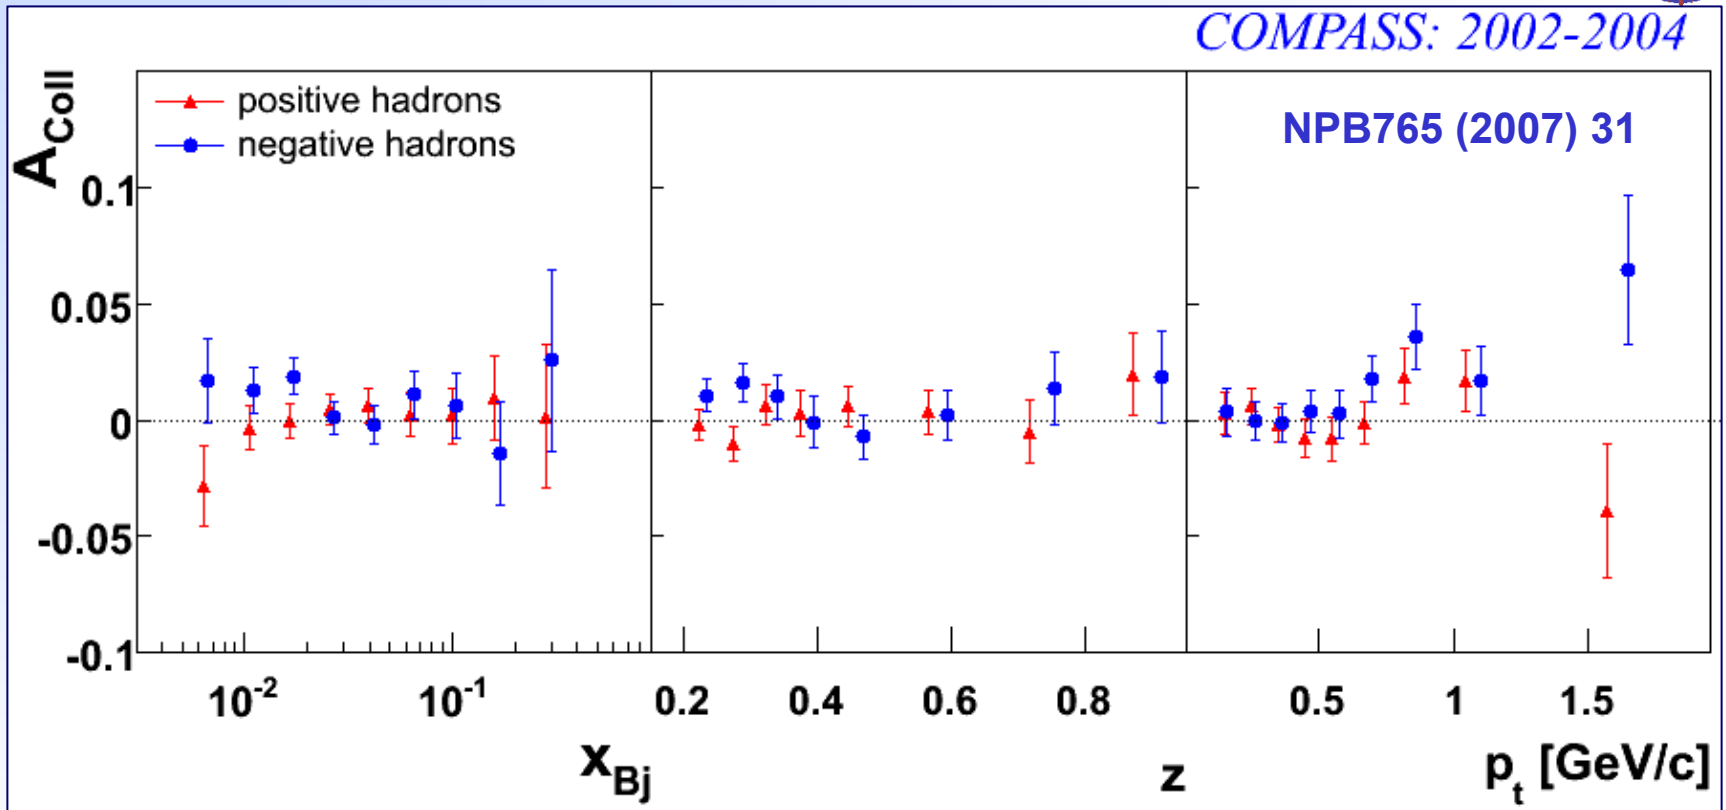 COMPASS: 2002-2004
A_Coll
positive hadrons
negative hadrons
NPB765 (2007) 31
0.1
0.05
0
-0.05
-0.1
10^-2 10^-1 0.2 0.4 0.6 0.8 0.5 1 1.5
x_Bj z p_t [GeV/c]